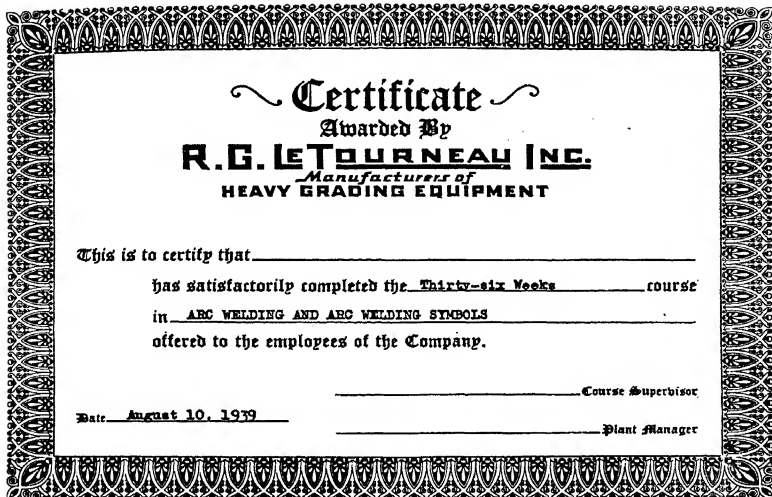 Certificate
Awarded By
R.G. LETOURNEAU INC.
Manufacturers of
HEAVY GRADING EQUIPMENT
This is to certify that
has satisfactorily completed the Thirty-six Weeks course
in ARC WELDING AND ARC WELDING SYMBOLS
offered to the employees of the Company.
Course Supervisor
Date August 10, 1939
Plant Manager